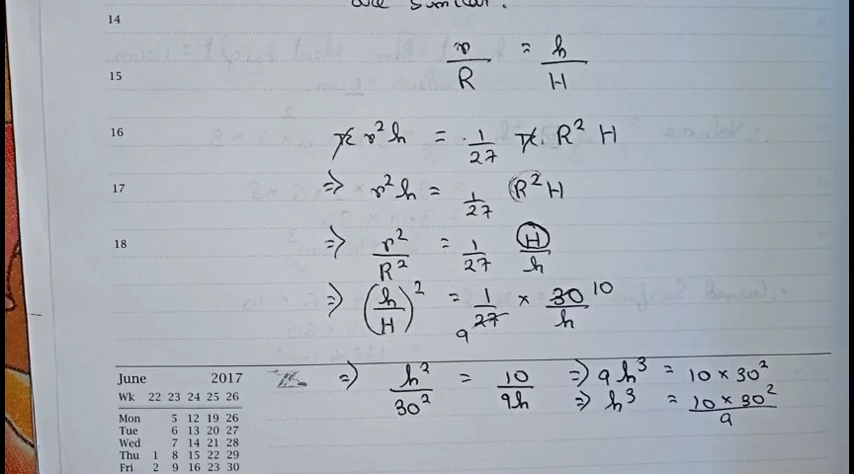 are similar.
14
r/R = h/H
15
16 π r²h = 1/27 π. R² H
17 ⇒ r²h = 1/27 R²H
18 ⇒ r²/R² = 1/27 H/h
⇒ (h/H)² = 1/27 × 30/h 10
9
June 2017
⇒ h²/30² = 10/9h ⇒ 9h³ = 10 × 30²
Wk 22 23 24 25 26
⇒ h³ = 10 × 30²/9
Mon 5 12 19 26
Tue 6 13 20 27
Wed 7 14 21 28
Thu 1 8 15 22 29
Fri 2 9 16 23 30